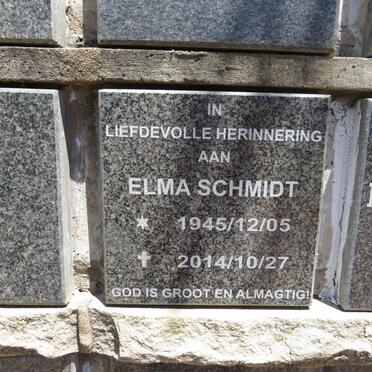 IN
LIEFDEVOLLE HERINNERING
AAN
ELMA SCHMIDT
* 1945/12/05
✝ 2014/10/27
GOD IS GROOT EN ALMAGTIG!